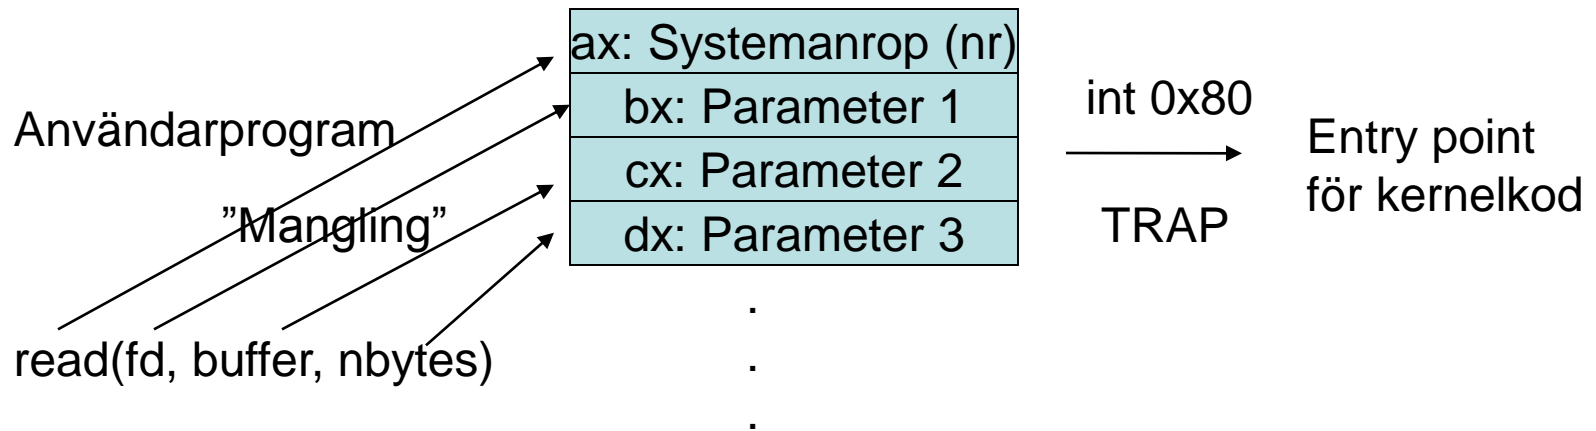 Användarprogram
”Mangling”
read(fd, buffer, nbytes)
ax: Systemanrop (nr)
bx: Parameter 1
cx: Parameter 2
dx: Parameter 3
.
.
.
int 0x80
TRAP
Entry point
för kernelkod